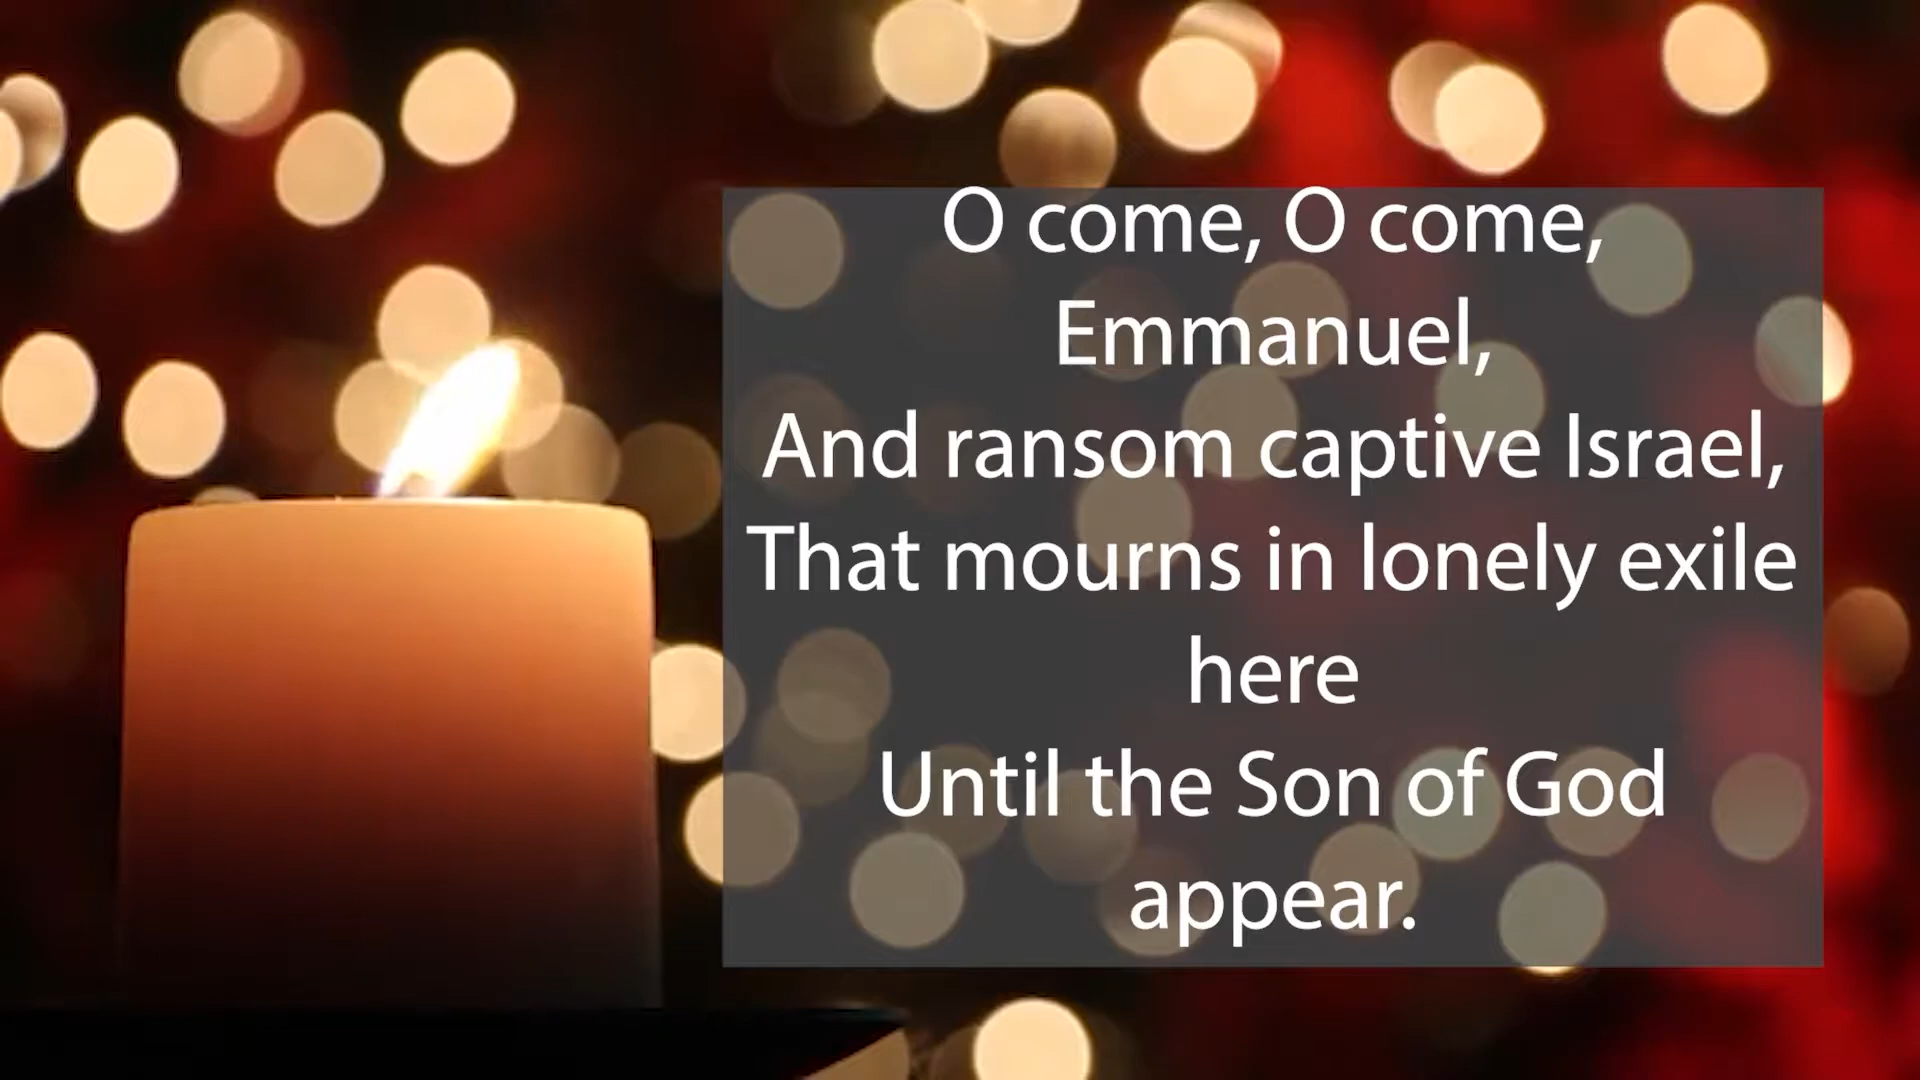 O come, O come,
Emmanuel,
And ransom captive Israel,
That mourns in lonely exile
here
Until the Son of God
appear.